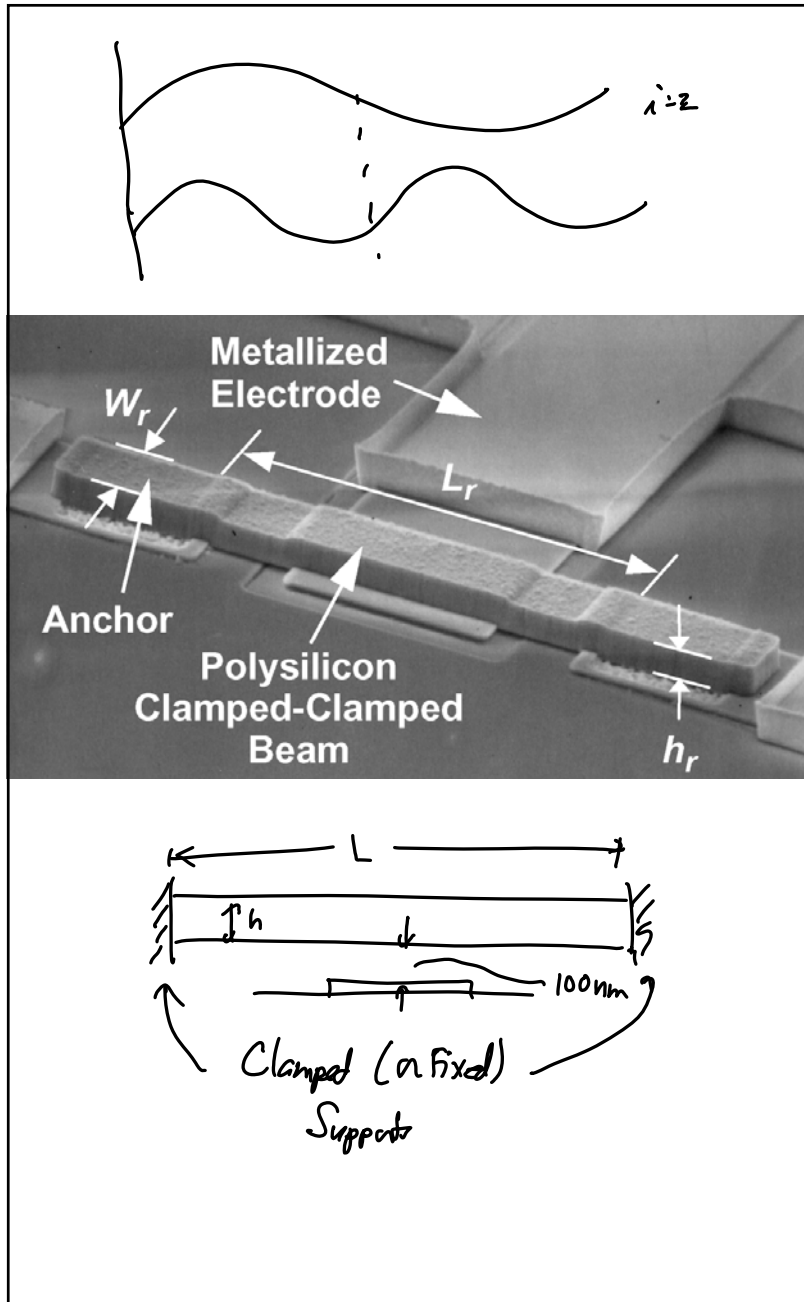 i=2
Metallized
Electrode
Wr
Lr
Anchor
Polysilicon
Clamped-Clamped
Beam
hr
L
h
100nm
Clamped (or Fixed)
Supports